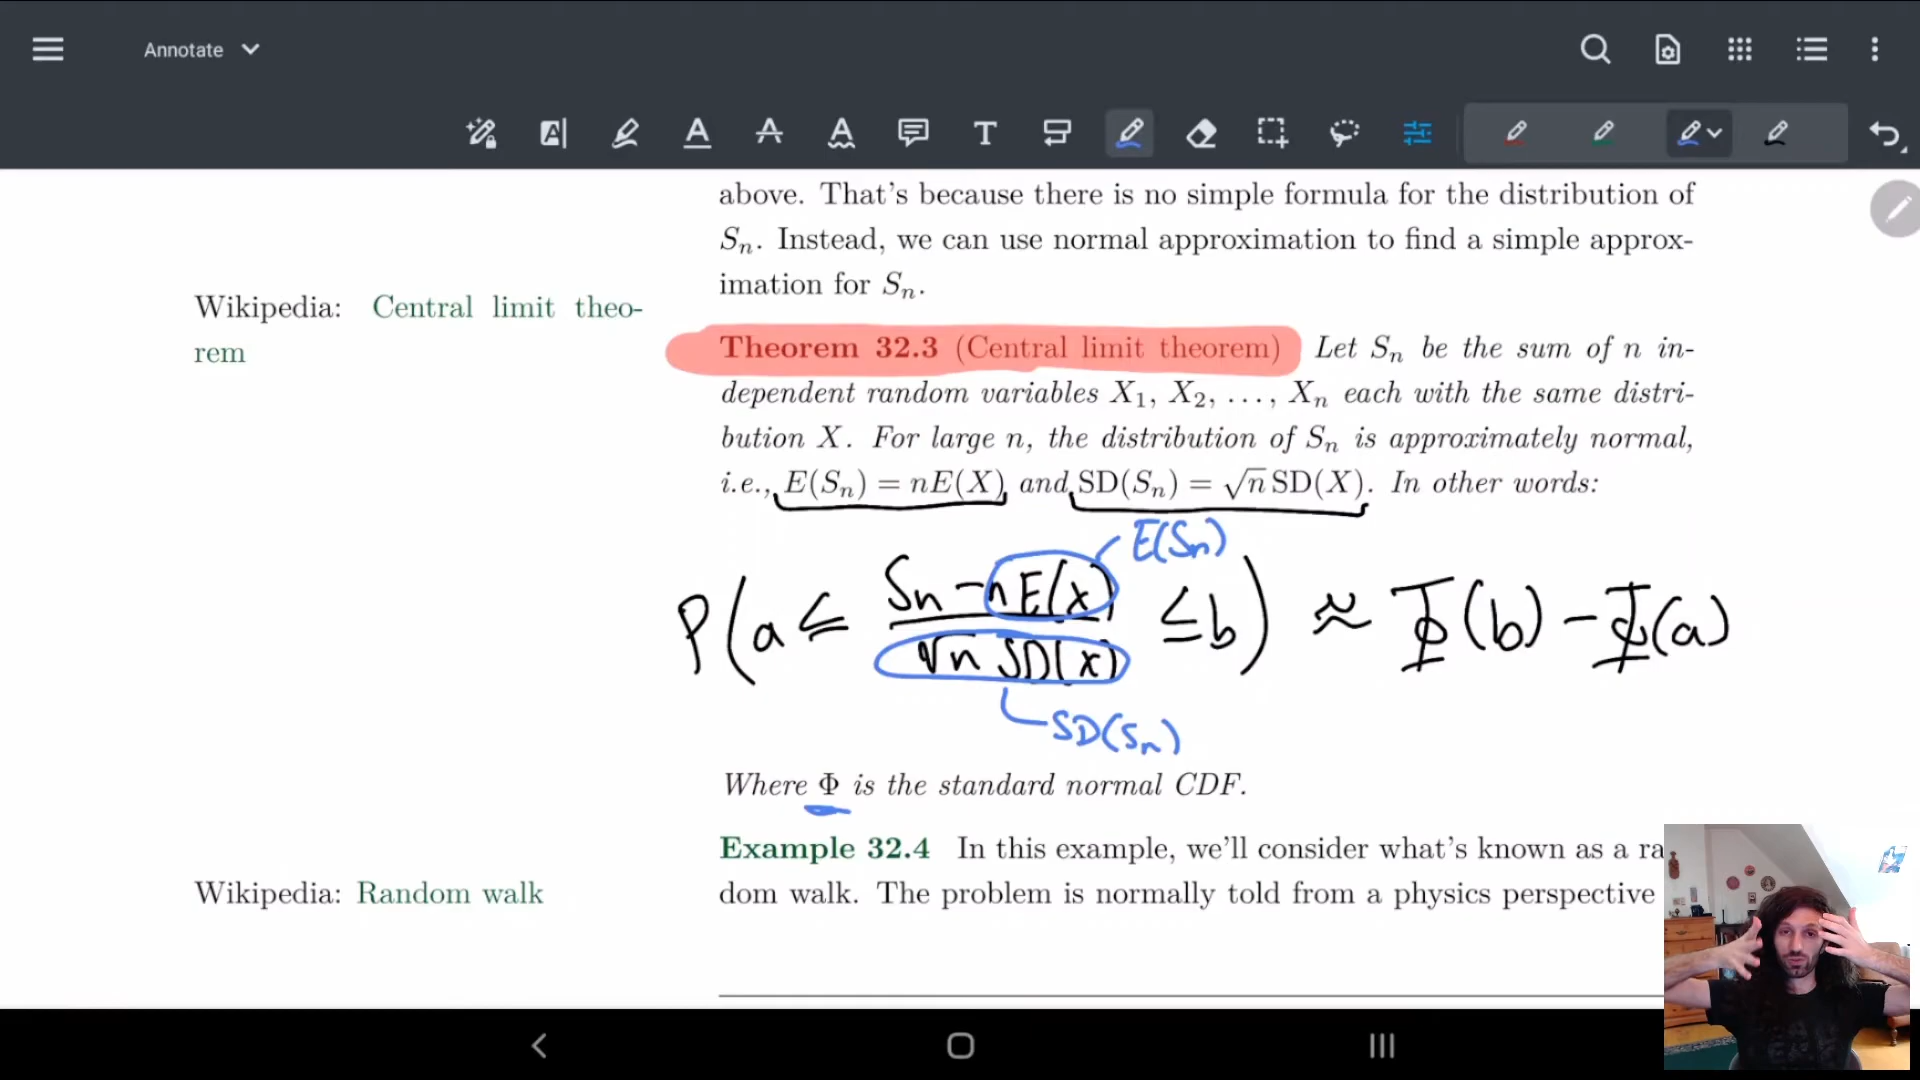 Annotate
above. That's because there is no simple formula for the distribution of
Sₙ. Instead, we can use normal approximation to find a simple approx-
imation for Sₙ.
Wikipedia: Central limit theo-
rem
Theorem 32.3 (Central limit theorem) Let Sₙ be the sum of n in-
dependent random variables X₁, X₂, ..., Xₙ each with the same distri-
bution X. For large n, the distribution of Sₙ is approximately normal,
i.e., E(Sₙ) = nE(X) and SD(Sₙ) = √n SD(X). In other words:
E(Sₙ)
P(a ≤ (Sₙ − nE(X)) / (√n SD(X)) ≤ b) ≈ Φ(b) − Φ(a)
SD(Sₙ)
Where Φ is the standard normal CDF.
Example 32.4 In this example, we'll consider what's known as a ra
Wikipedia: Random walk
dom walk. The problem is normally told from a physics perspective